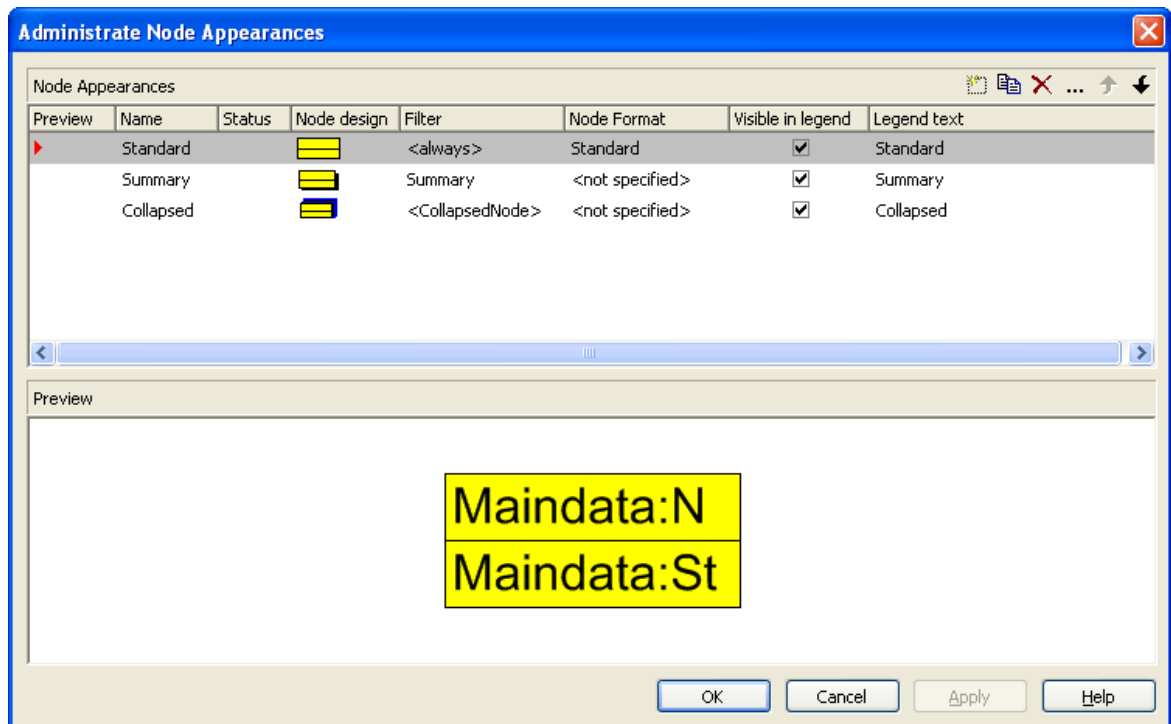 Administrate Node Appearances
Node Appearances ...
Preview Name Status Node design Filter Node Format Visible in legend Legend text
Standard <always> Standard Standard
Summary Summary <not specified> Summary
Collapsed <CollapsedNode> <not specified> Collapsed
Preview
Maindata:N
Maindata:St
OK Cancel Apply Help